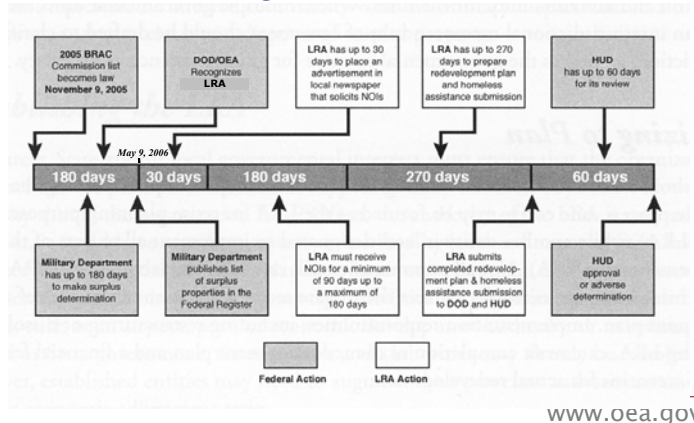 2005 BRAC
Commission list
becomes law
November 9, 2005
DOD/OEA
Recognizes
LRA
LRA has up to 30
days to place an
advertisement in
local newspaper
that solicits NOIs
LRA has up to 270
days to prepare
redevelopment plan
and homeless
assistance submission
HUD
has up to 60 days
for its review
May 9, 2006
180 days
30 days
180 days
270 days
60 days
Military Department
has up to 180 days
to make surplus
determination
Military Department
publishes list
of surplus
properties in the
Federal Register
LRA must receive
NOIs for a minimum
of 90 days up to
a maximum of
180 days
LRA submits
completed redevelop-
ment plan & homeless
assistance submission
to DOD and HUD
HUD
approval
or adverse
determination
Federal Action
LRA Action
www.oea.gov